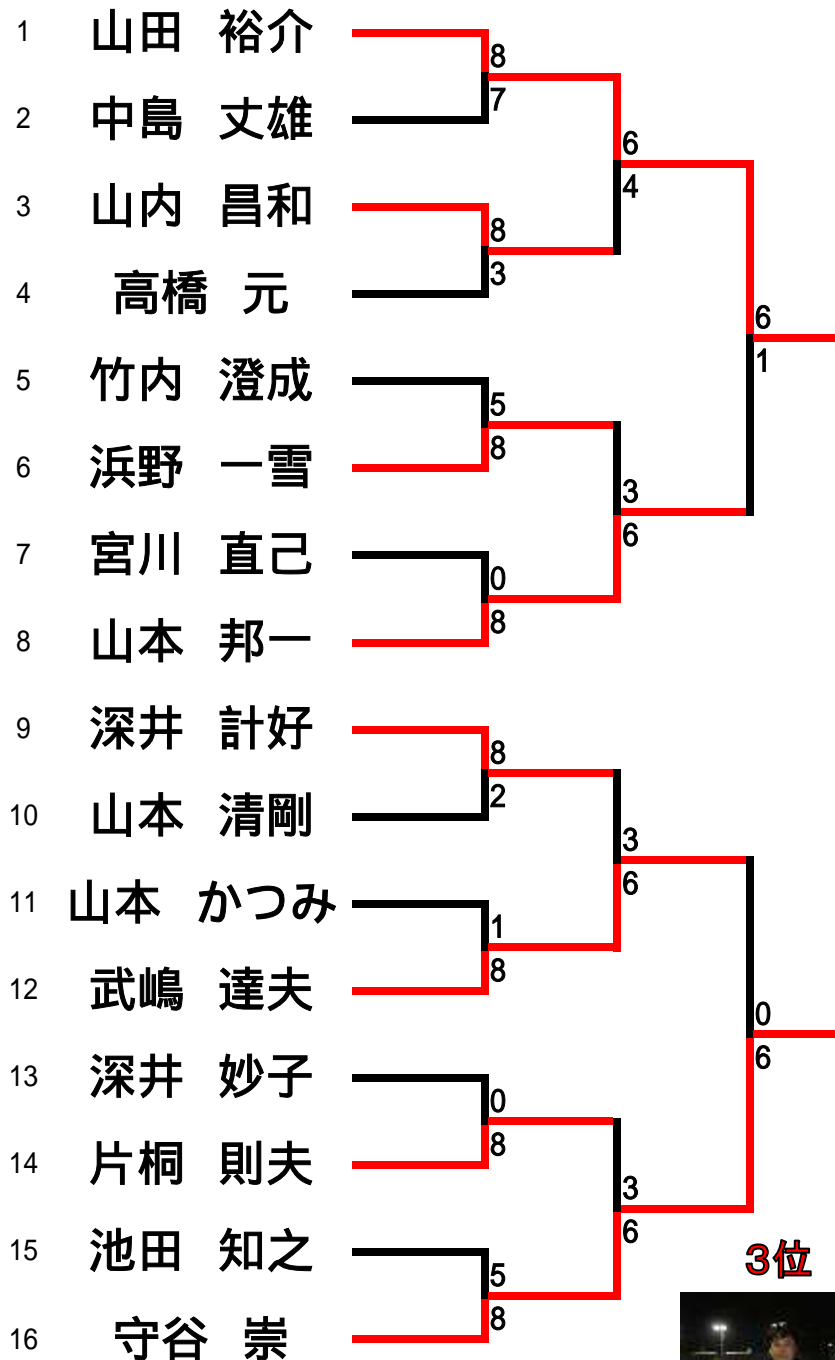 1 山田 裕介
8
7
2 中島 丈雄
6
4
3 山内 昌和
8
3
4 高橋 元
6
1
5 竹内 澄成
5
8
6 浜野 一雪
3
6
7 宮川 直己
0
8
8 山本 邦一
9 深井 計好
8
2
10 山本 清剛
3
6
11 山本 かつみ
1
8
12 武嶋 達夫
0
6
13 深井 妙子
0
8
14 片桐 則夫
3
6
15 池田 知之
3位
5
8
16 守谷 崇